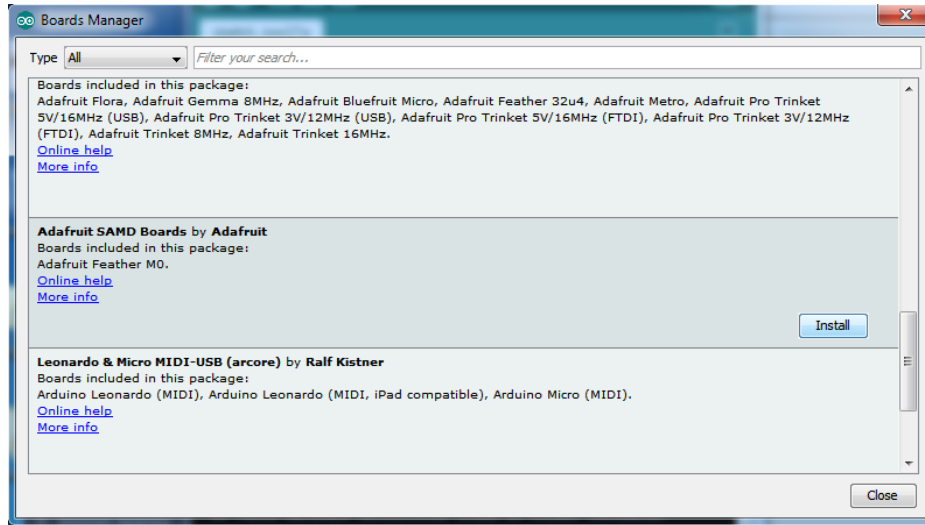 Boards Manager
Type All Filter your search...
Boards included in this package:
Adafruit Flora, Adafruit Gemma 8MHz, Adafruit Bluefruit Micro, Adafruit Feather 32u4, Adafruit Metro, Adafruit Pro Trinket
5V/16MHz (USB), Adafruit Pro Trinket 3V/12MHz (USB), Adafruit Pro Trinket 5V/16MHz (FTDI), Adafruit Pro Trinket 3V/12MHz
(FTDI), Adafruit Trinket 8MHz, Adafruit Trinket 16MHz.
Online help
More info
Adafruit SAMD Boards by Adafruit
Boards included in this package:
Adafruit Feather M0.
Online help
More info
Install
Leonardo & Micro MIDI-USB (arcore) by Ralf Kistner
Boards included in this package:
Arduino Leonardo (MIDI), Arduino Leonardo (MIDI, iPad compatible), Arduino Micro (MIDI).
Online help
More info
Close